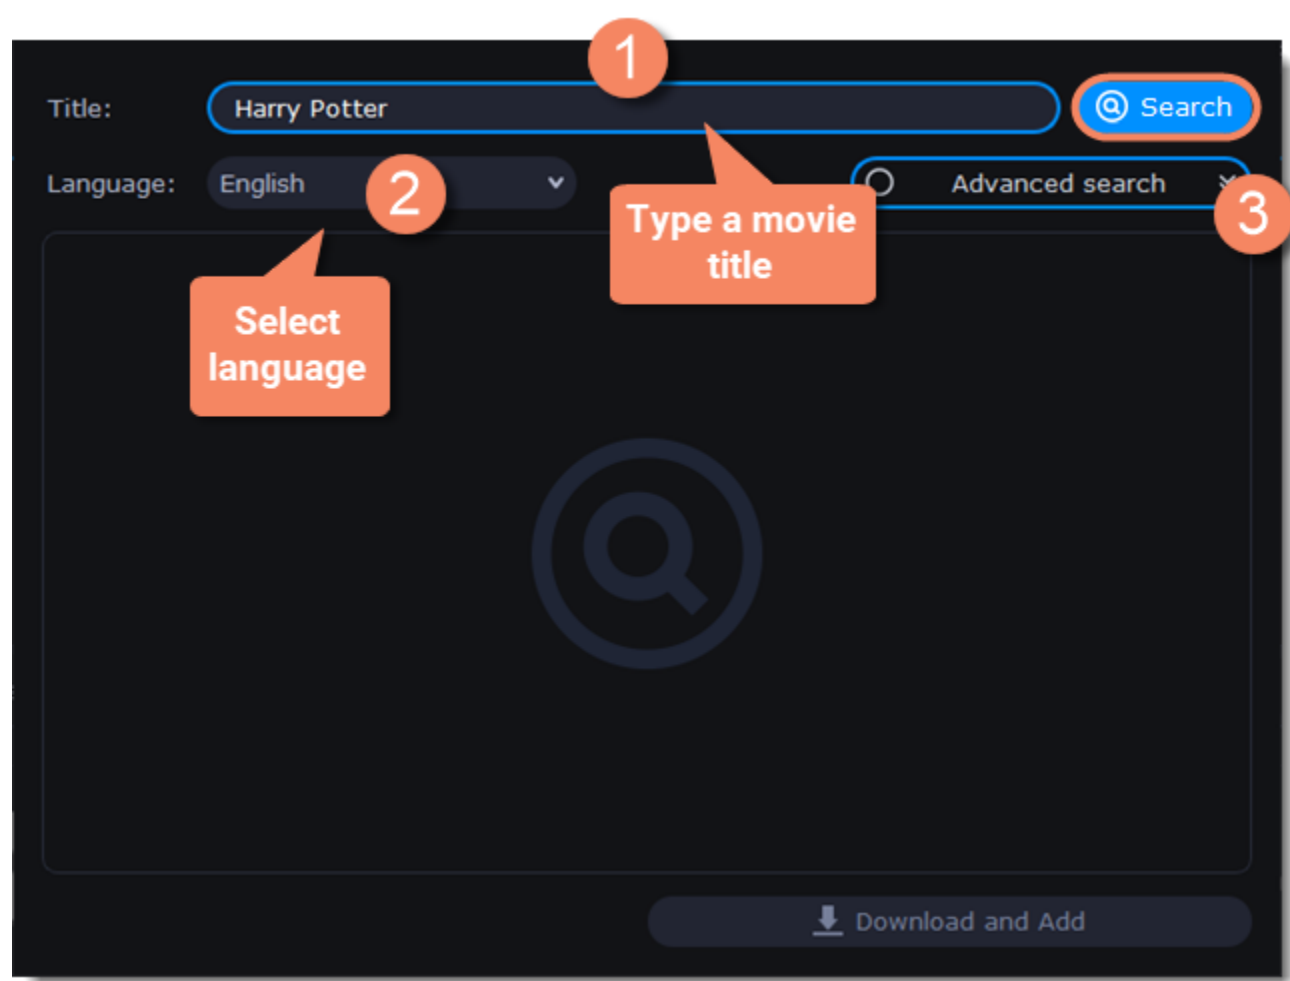 1
Title:
Harry Potter
Search
Language:
English
2
Advanced search
3
Type a movie
title
Select
language
Download and Add